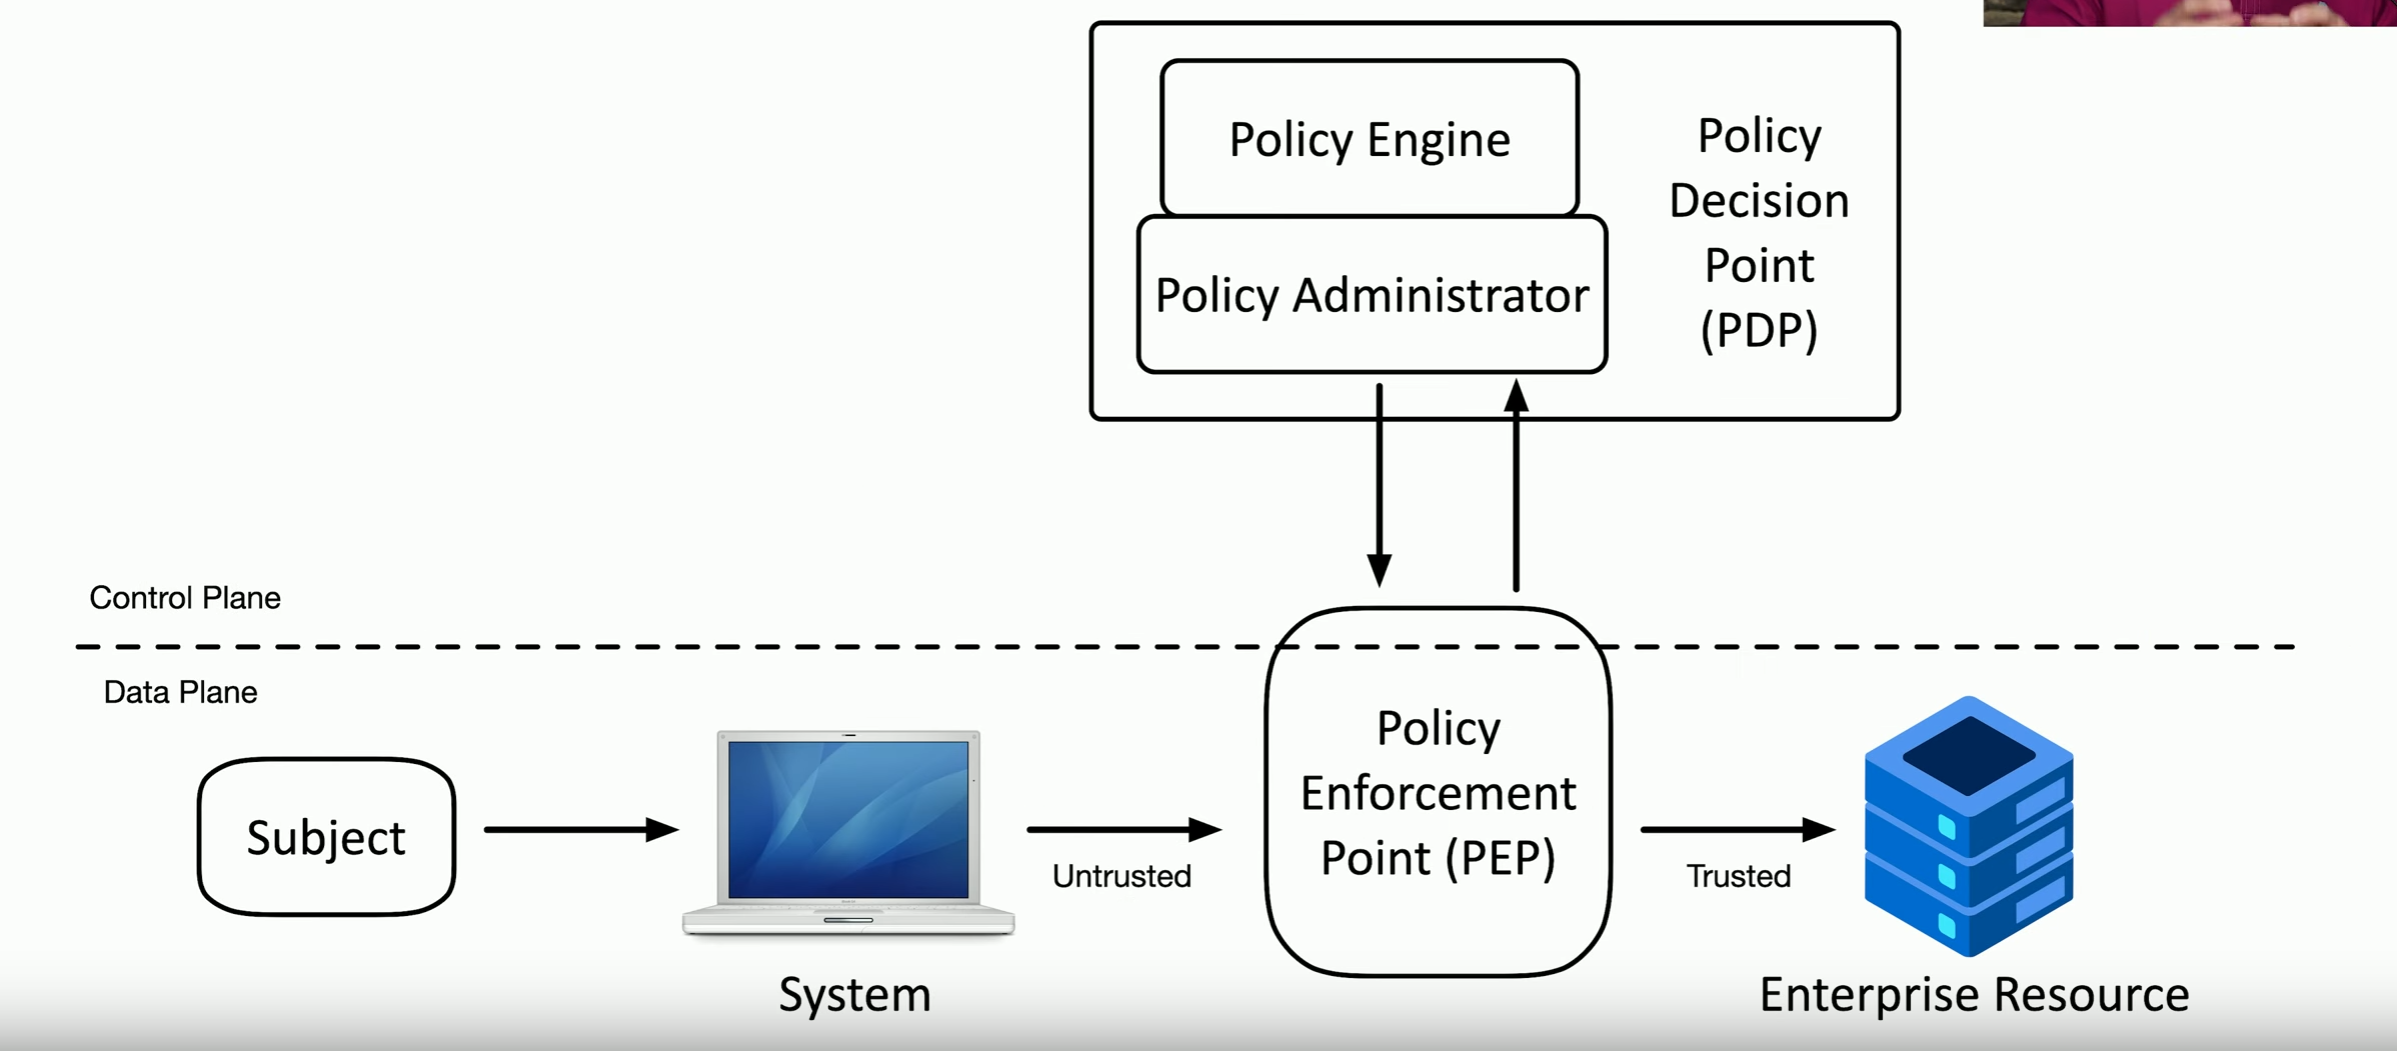 Policy Engine
Policy Administrator
Policy
Decision
Point
(PDP)
Control Plane
Data Plane
Subject
System
Untrusted
Policy
Enforcement
Point (PEP)
Trusted
Enterprise Resource